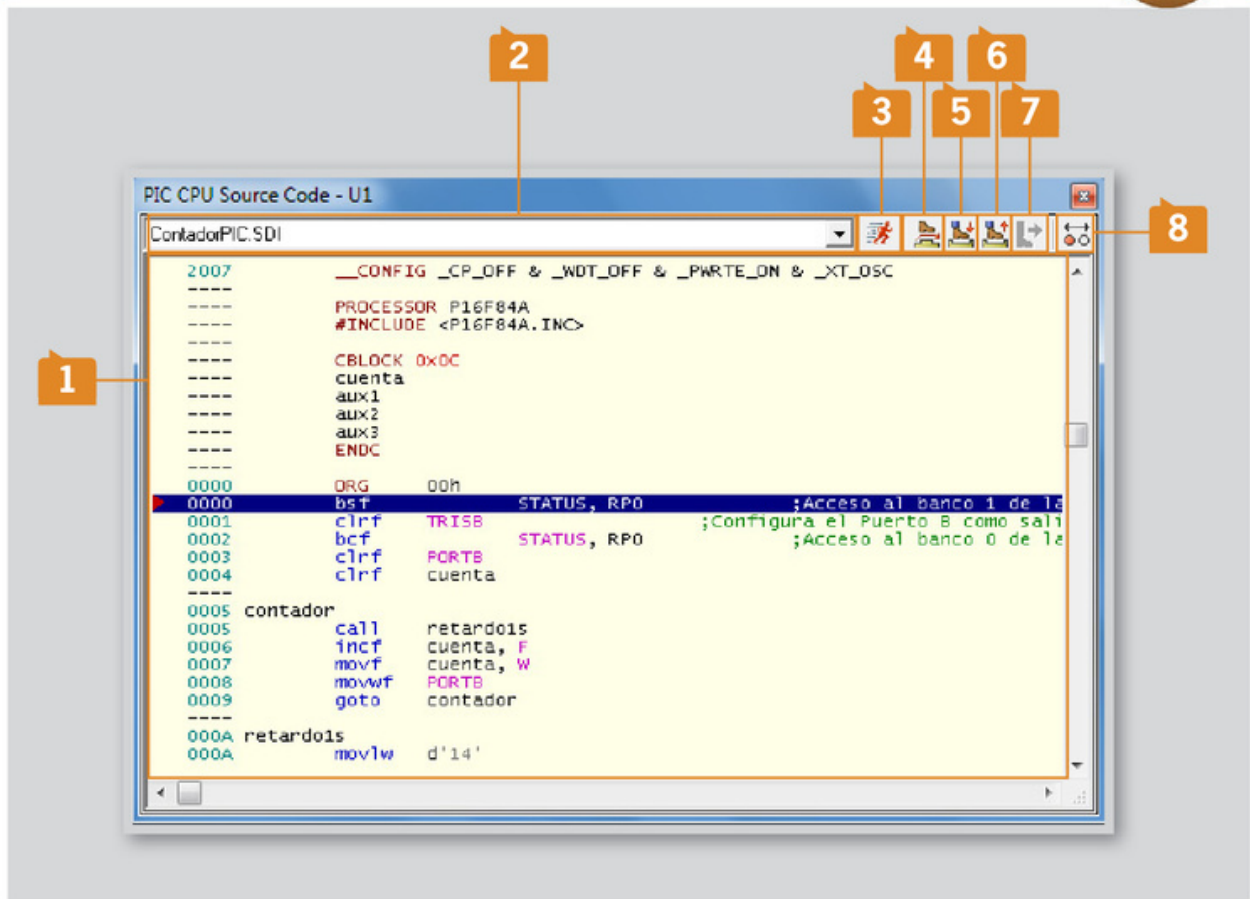 2
4
6
3
5
7
PIC CPU Source Code - U1
ContadorPIC.SDI
8
1
2007 __CONFIG _CP_OFF & _WDT_OFF & _PWRTE_ON & _XT_OSC
----
---- PROCESSOR P16F84A
---- #INCLUDE <P16F84A.INC>
----
---- CBLOCK 0x0C
---- cuenta
---- aux1
---- aux2
---- aux3
---- ENDC
----
0000 ORG 00h
0000 bsf STATUS, RP0 ;Acceso al banco 1 de la
0001 clrf TRISB ;Configura el Puerto B como sali
0002 bcf STATUS, RP0 ;Acceso al banco 0 de la
0003 clrf PORTB
0004 clrf cuenta
----
0005 contador
0005 call retardo1s
0006 incf cuenta, F
0007 movf cuenta, W
0008 movwf PORTB
0009 goto contador
----
000A retardo1s
000A movlw d'14'